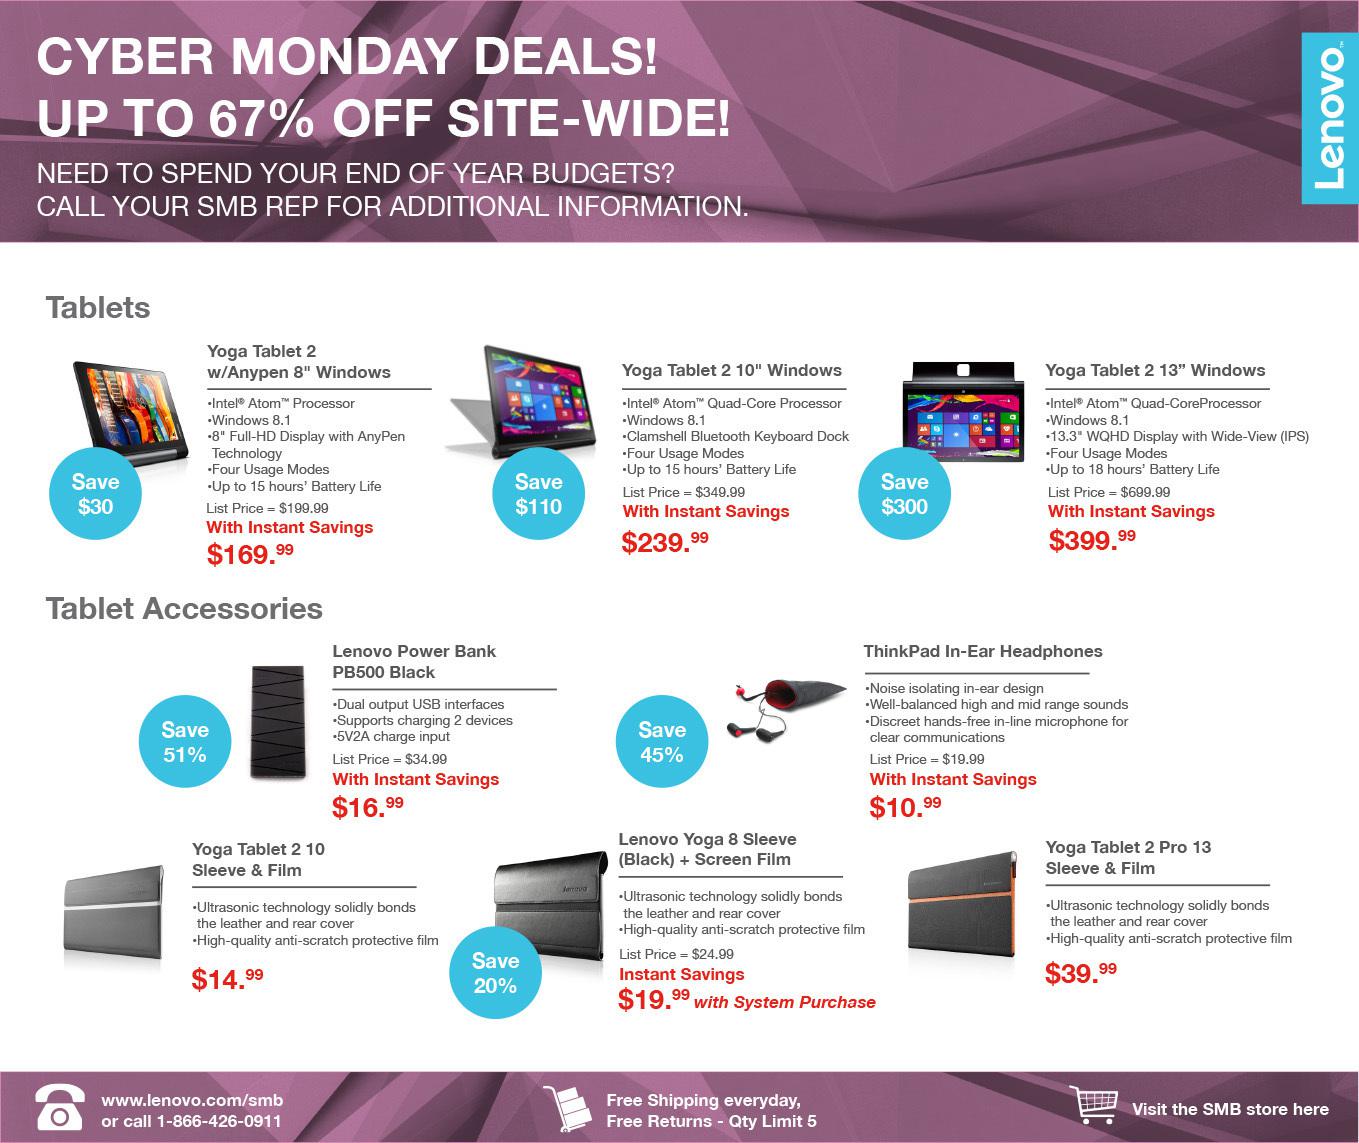 CYBER MONDAY DEALS!
UP TO 67% OFF SITE-WIDE!
NEED TO SPEND YOUR END OF YEAR BUDGETS?
CALL YOUR SMB REP FOR ADDITIONAL INFORMATION.
Lenovo™
Tablets
Save
$30
Yoga Tablet 2
w/Anypen 8" Windows
•Intel® Atom™ Processor
•Windows 8.1
•8" Full-HD Display with AnyPen
Technology
•Four Usage Modes
•Up to 15 hours’ Battery Life
List Price = $199.99
With Instant Savings
$169.99
Save
$110
Yoga Tablet 2 10" Windows
•Intel® Atom™ Quad-Core Processor
•Windows 8.1
•Clamshell Bluetooth Keyboard Dock
•Four Usage Modes
•Up to 15 hours’ Battery Life
List Price = $349.99
With Instant Savings
$239.99
Save
$300
Yoga Tablet 2 13” Windows
•Intel® Atom™ Quad-CoreProcessor
•Windows 8.1
•13.3" WQHD Display with Wide-View (IPS)
•Four Usage Modes
•Up to 18 hours’ Battery Life
List Price = $699.99
With Instant Savings
$399.99
Tablet Accessories
Save
51%
Lenovo Power Bank
PB500 Black
•Dual output USB interfaces
•Supports charging 2 devices
•5V2A charge input
List Price = $34.99
With Instant Savings
$16.99
Save
45%
ThinkPad In-Ear Headphones
•Noise isolating in-ear design
•Well-balanced high and mid range sounds
•Discreet hands-free in-line microphone for
clear communications
List Price = $19.99
With Instant Savings
$10.99
Yoga Tablet 2 10
Sleeve & Film
•Ultrasonic technology solidly bonds
the leather and rear cover
•High-quality anti-scratch protective film
$14.99
lenovo
Save
20%
Lenovo Yoga 8 Sleeve
(Black) + Screen Film
•Ultrasonic technology solidly bonds
the leather and rear cover
•High-quality anti-scratch protective film
List Price = $24.99
Instant Savings
$19.99 with System Purchase
Yoga Tablet 2 Pro 13
Sleeve & Film
•Ultrasonic technology solidly bonds
the leather and rear cover
•High-quality anti-scratch protective film
$39.99
www.lenovo.com/smb
or call 1-866-426-0911
Free Shipping everyday,
Free Returns - Qty Limit 5
Visit the SMB store here